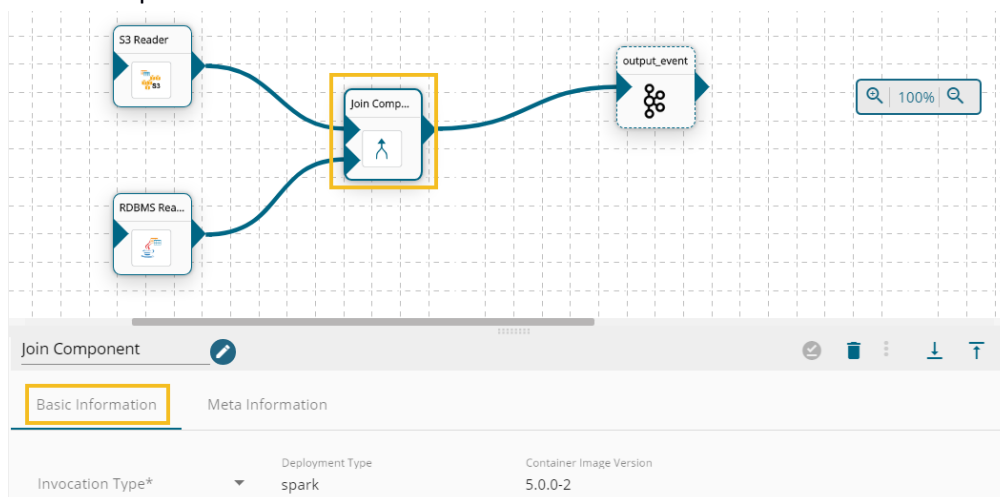 S3 Reader
S3
output_event
Join Comp...
100%
RDBMS Rea...
Join Component
Basic Information
Meta Information
Deployment Type
Container Image Version
Invocation Type*
spark
5.0.0-2